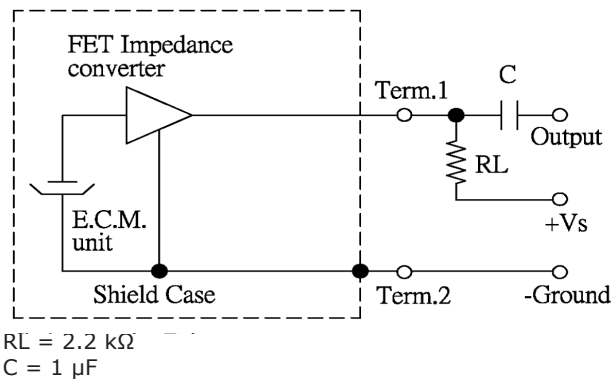 FET Impedance
converter
Term.1
C
Output
RL
+Vs
E.C.M.
unit
Shield Case
Term.2
-Ground
RL = 2.2 kΩ
C = 1 µF